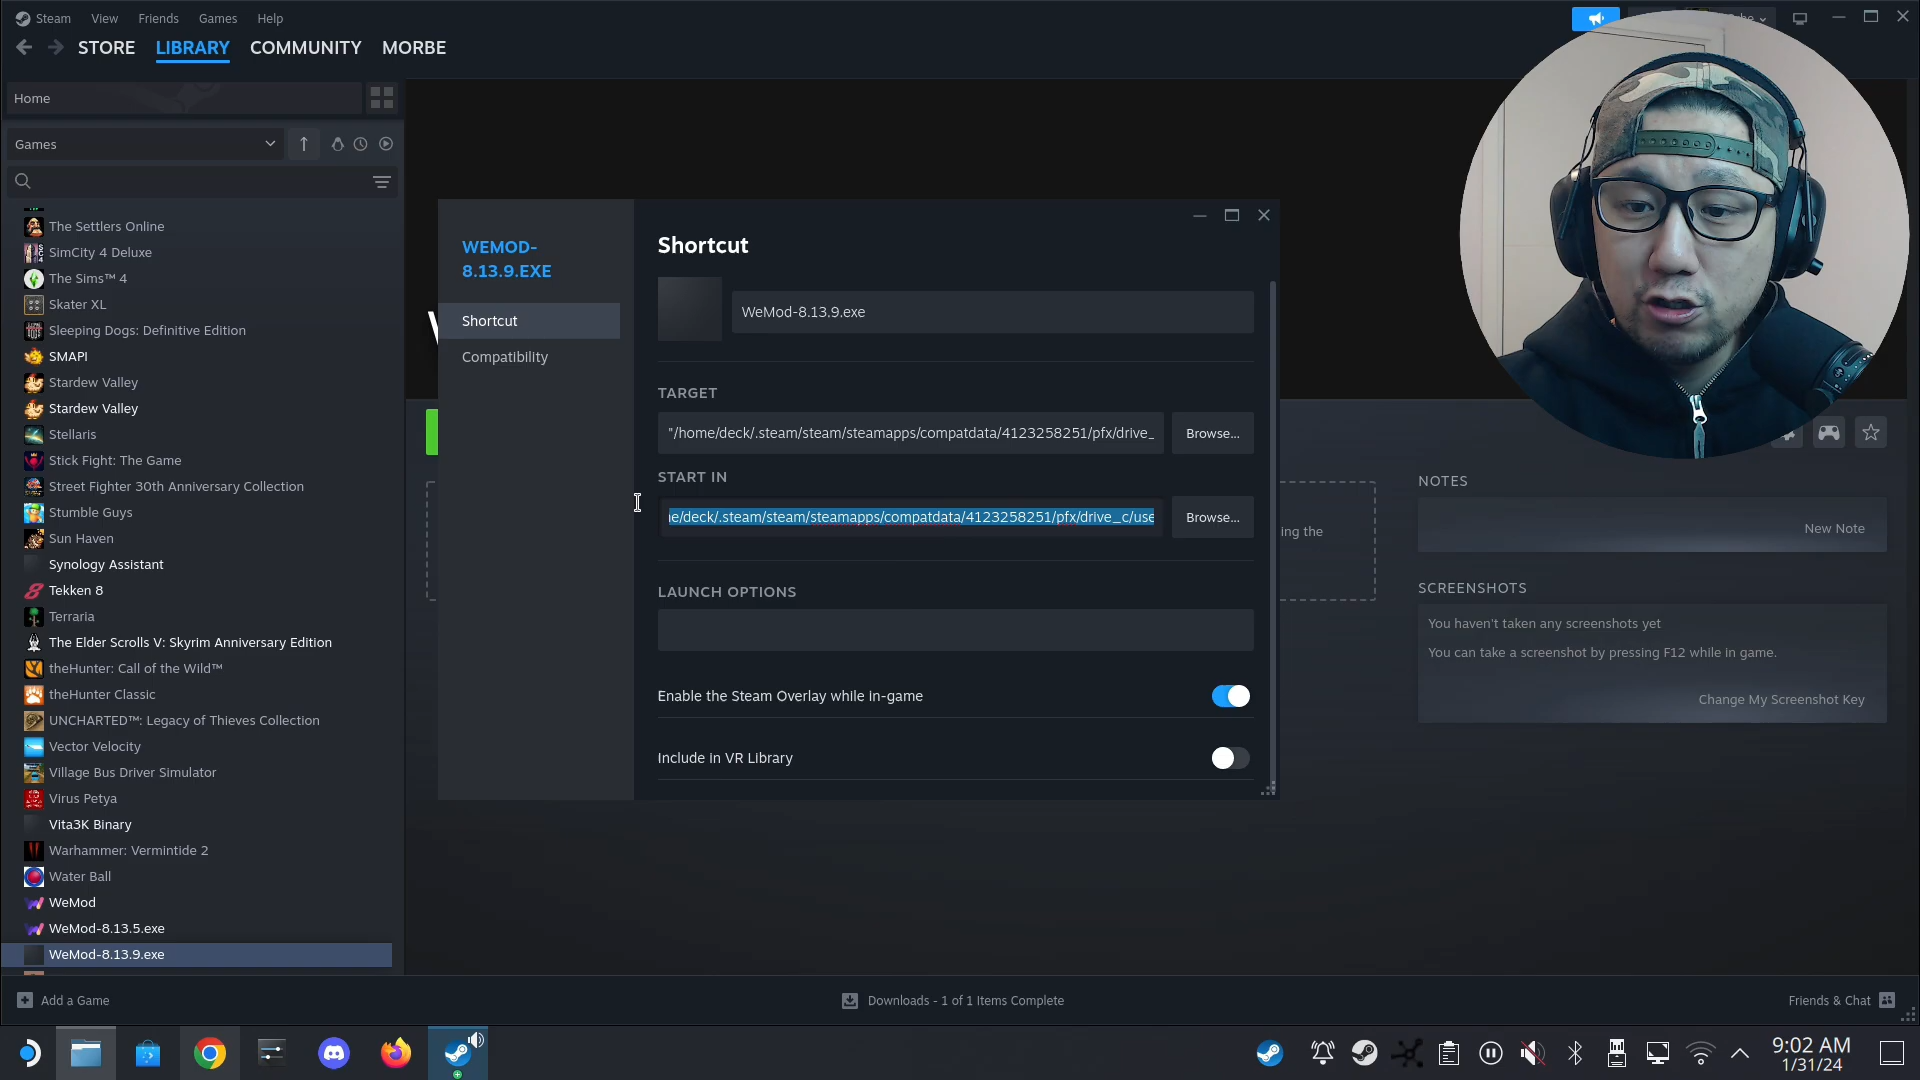 Steam View Friends Games Help
STORE LIBRARY COMMUNITY MORBE
Home
Games
The Settlers Online
SimCity 4 Deluxe
The Sims™ 4
Skater XL
Sleeping Dogs: Definitive Edition
SMAPI
Stardew Valley
Stardew Valley
Stellaris
Stick Fight: The Game
Street Fighter 30th Anniversary Collection
Stumble Guys
Sun Haven
Synology Assistant
Tekken 8
Terraria
The Elder Scrolls V: Skyrim Anniversary Edition
theHunter: Call of the Wild™
theHunter Classic
UNCHARTED™: Legacy of Thieves Collection
Vector Velocity
Village Bus Driver Simulator
Virus Petya
Vita3K Binary
Warhammer: Vermintide 2
Water Ball
WeMod
WeMod-8.13.5.exe
WeMod-8.13.9.exe
WEMOD-
8.13.9.EXE
Shortcut
Compatibility
Shortcut
WeMod-8.13.9.exe
TARGET
"/home/deck/.steam/steam/steamapps/compatdata/4123258251/pfx/drive_
Browse...
START IN
e/deck/.steam/steam/steamapps/compatdata/4123258251/pfx/drive_c/use
Browse...
LAUNCH OPTIONS
Enable the Steam Overlay while in-game
Include in VR Library
ing the
NOTES
New Note
SCREENSHOTS
You haven't taken any screenshots yet
You can take a screenshot by pressing F12 while in game.
Change My Screenshot Key
Add a Game
Downloads - 1 of 1 Items Complete
Friends & Chat
9:02 AM
1/31/24